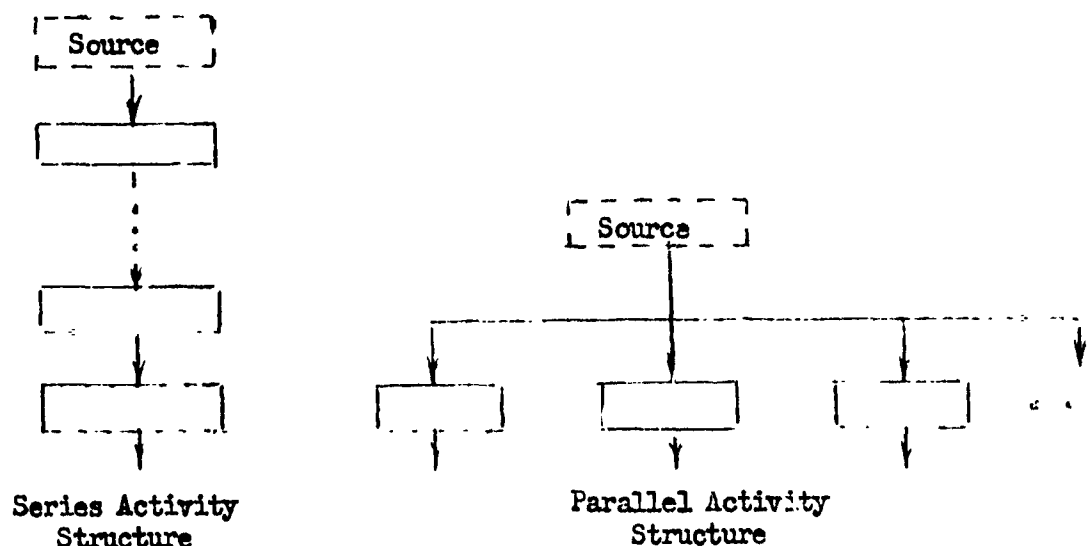 Source
Source
Series Activity
Structure
Parallel Activity
Structure